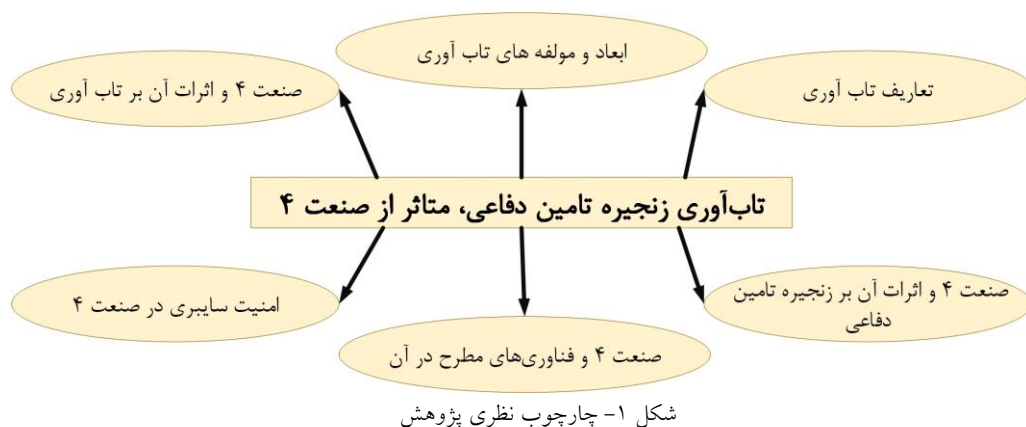 ابعاد و مولفه های تاب آوری
تعاریف تاب آوری
صنعت ۴ و اثرات آن بر تاب آوری
تاب‌آوری زنجیره تامین دفاعی، متاثر از صنعت ۴
صنعت ۴ و اثرات آن بر زنجیره تامین
دفاعی
امنیت سایبری در صنعت ۴
صنعت ۴ و فناوری‌های مطرح در آن
شکل ۱- چارچوب نظری پژوهش